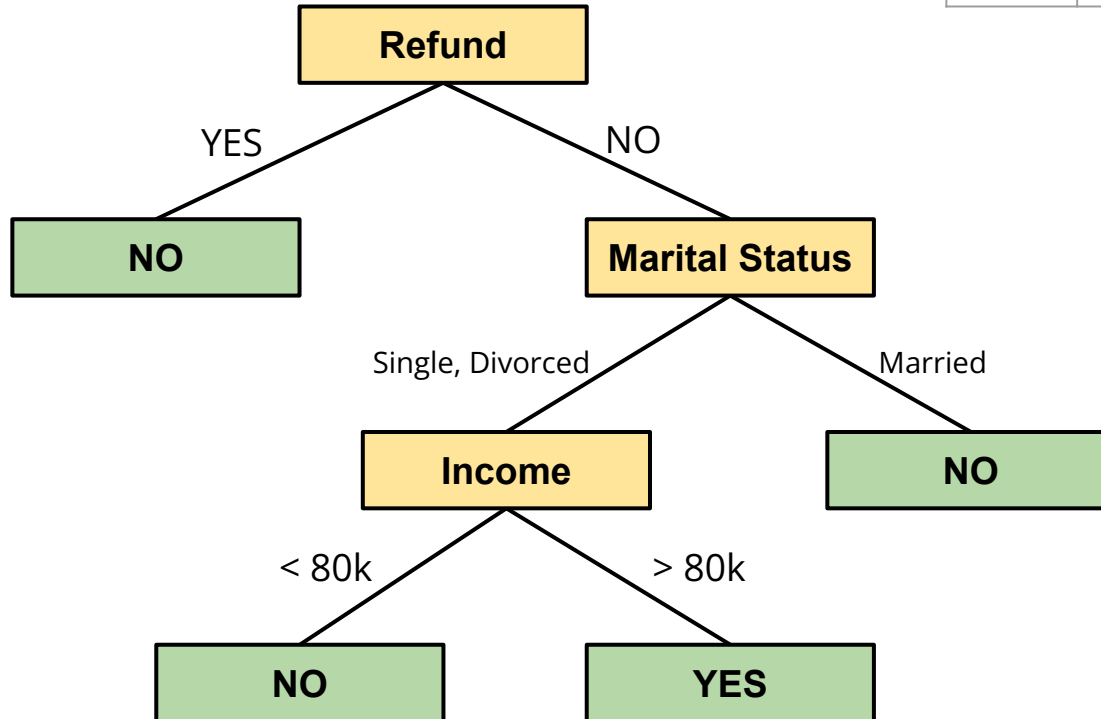 Refund
YES
NO
NO
Marital Status
Single, Divorced
Married
Income
NO
< 80k
> 80k
NO
YES